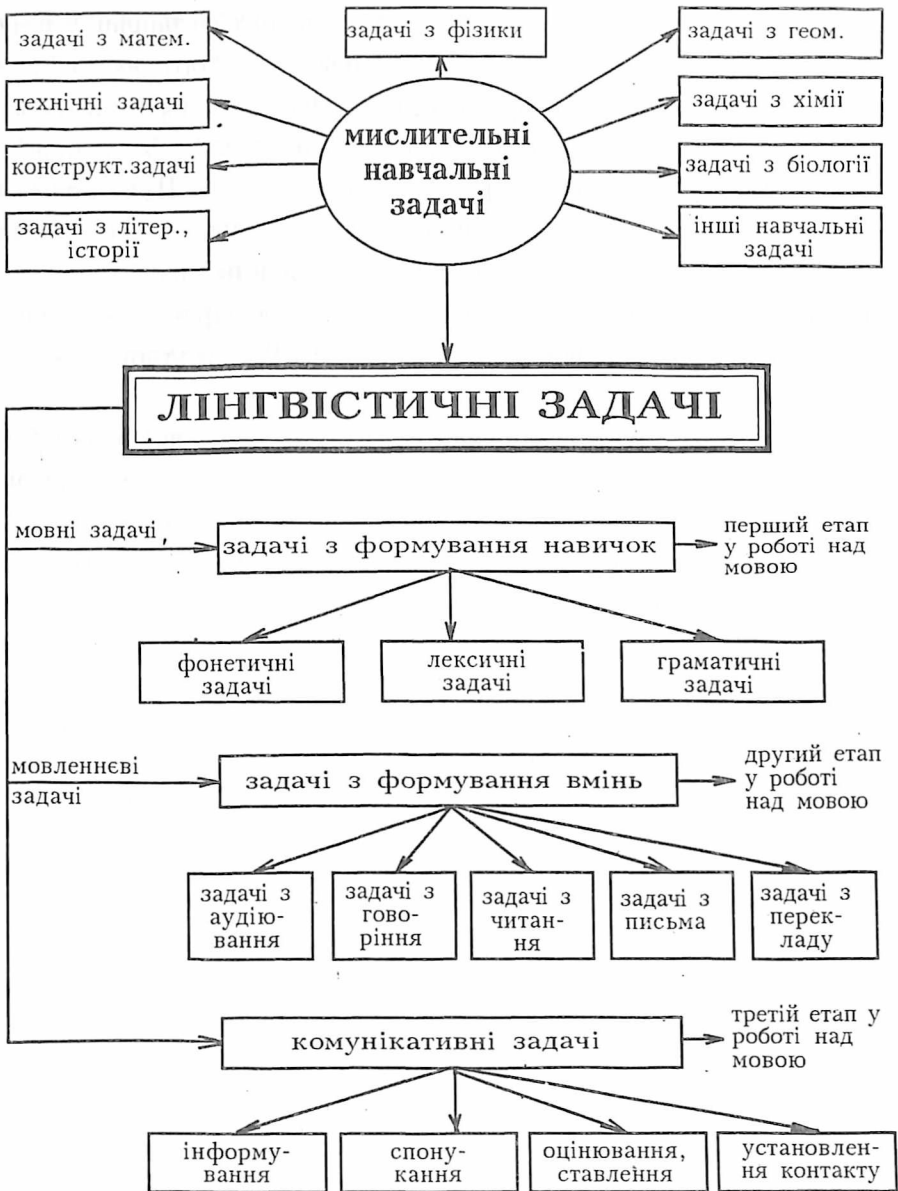 задачі з матем.
задачі з фізики
задачі з геом.
технічні задачі
задачі з хімії
мислительні
навчальні
задачі
конструкт.задачі
задачі з біології
задачі з літер.,
історії
інші навчальні
задачі
ЛІНГВІСТИЧНІ ЗАДАЧІ
мовні задачі,
задачі з формування навичок
перший етап
у роботі над
мовою
фонетичні
задачі
лексичні
задачі
граматичні
задачі
мовленнєві
задачі
задачі з формування вмінь
другий етап
у роботі
над мовою
задачі з
аудію-
вання
задачі з
гово-
ріння
задачі з
читан-
ня
задачі з
письма
задачі з
перек-
ладу
комунікативні задачі
третій етап у
роботі над
мовою
інформу-
вання
спону-
кання
оцінювання,
ставлення
установлен-
ня контакту